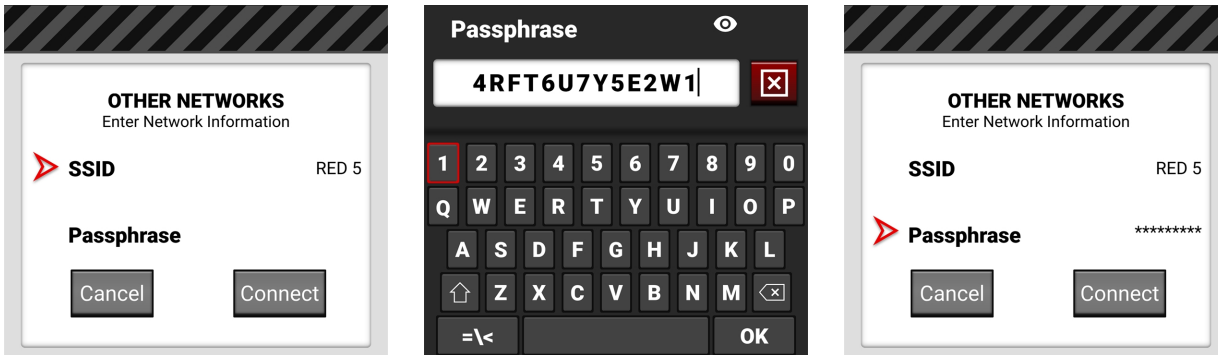 OTHER NETWORKS
Enter Network Information
SSID RED 5
Passphrase
Cancel Connect
Passphrase
4RFT6U7Y5E2W1
1 2 3 4 5 6 7 8 9 0
Q W E R T Y U I O P
A S D F G H J K L
Z X C V B N M
=\< OK
OTHER NETWORKS
Enter Network Information
SSID RED 5
Passphrase *********
Cancel Connect